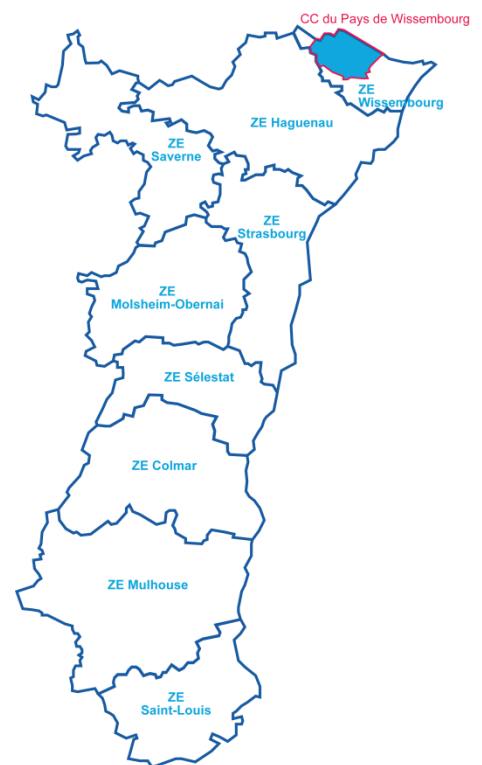 CC du Pays de Wissembourg
ZE
Wissembourg
ZE Haguenau
ZE
Saverne
ZE
Strasbourg
ZE
Molsheim-Obernai
ZE Sélestat
ZE Colmar
ZE Mulhouse
ZE
Saint-Louis